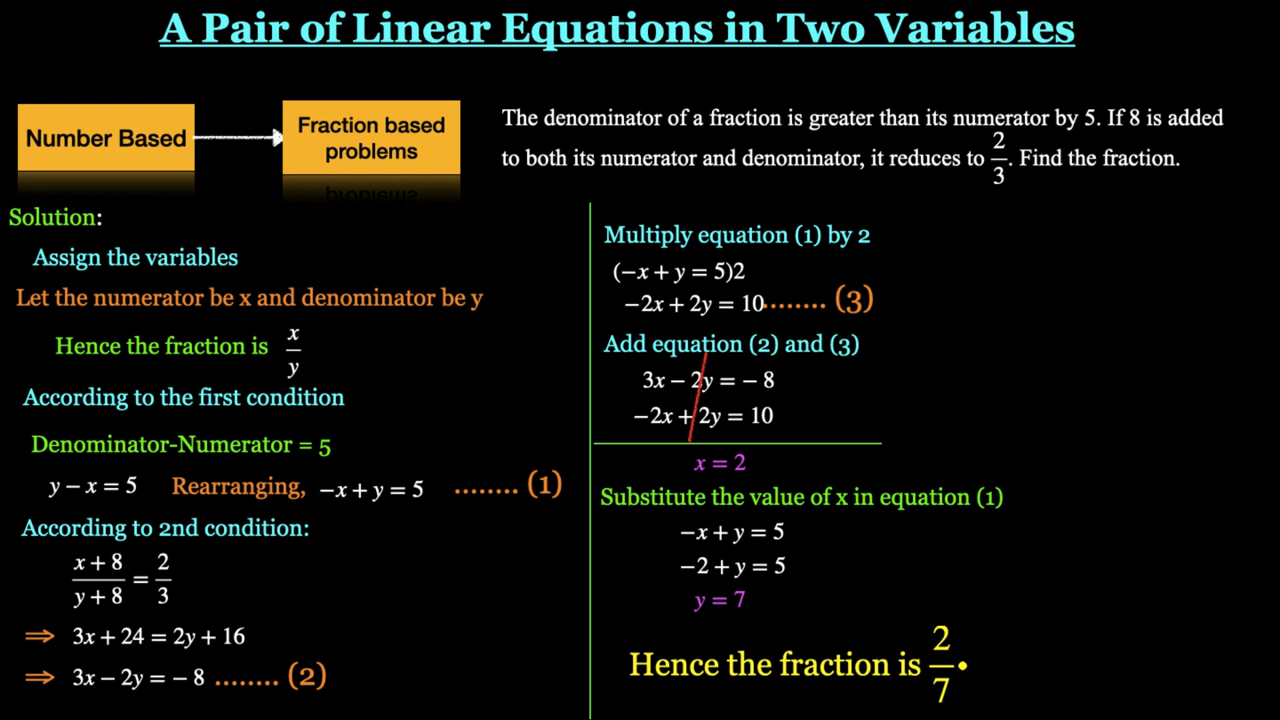 A Pair of Linear Equations in Two Variables
Number Based
Fraction based
problems
The denominator of a fraction is greater than its numerator by 5. If 8 is added
to both its numerator and denominator, it reduces to 2/3. Find the fraction.
Solution:
Assign the variables
Let the numerator be x and denominator be y
Hence the fraction is x/y
According to the first condition
Denominator-Numerator = 5
y − x = 5 Rearranging, −x + y = 5 ........ (1)
According to 2nd condition:
(x + 8)/(y + 8) = 2/3
⇒ 3x + 24 = 2y + 16
⇒ 3x − 2y = − 8 ........ (2)
Multiply equation (1) by 2
(−x + y = 5)2
−2x + 2y = 10........ (3)
Add equation (2) and (3)
3x − 2y = − 8
−2x + 2y = 10
x = 2
Substitute the value of x in equation (1)
−x + y = 5
−2 + y = 5
y = 7
Hence the fraction is 2/7.